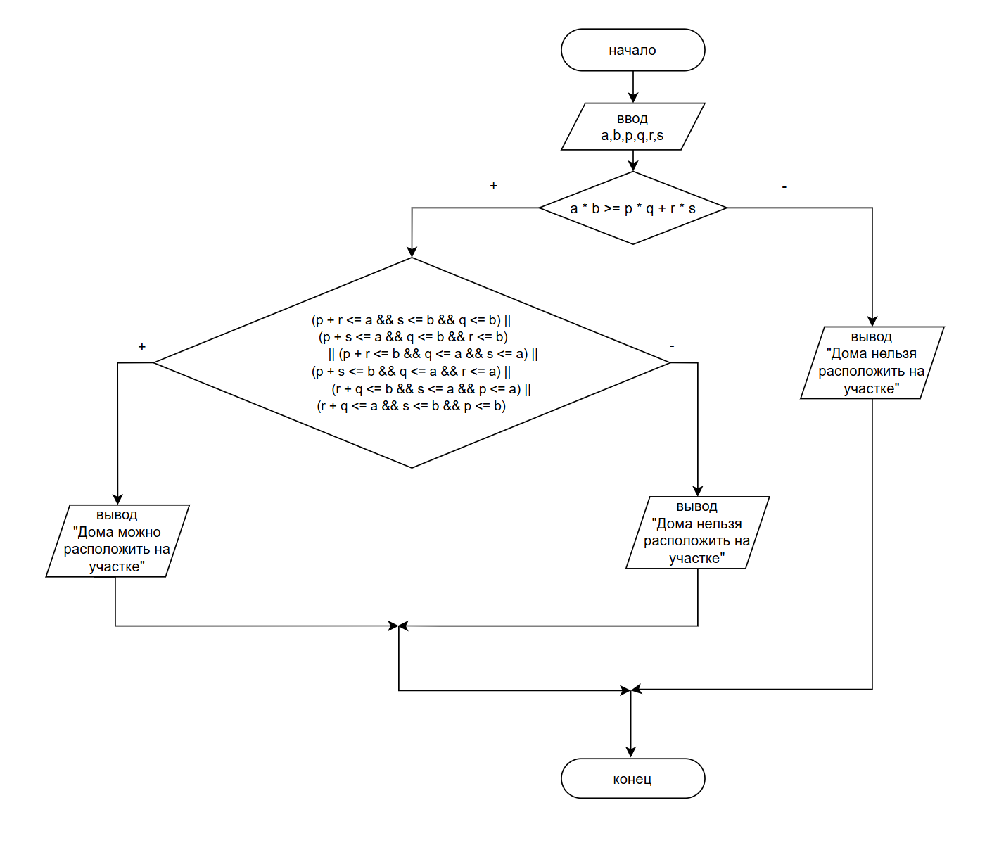 начало
ввод
a,b,p,q,r,s
+
-
a * b >= p * q + r * s
(p + r <= a && s <= b && q <= b) ||
(p + s <= a && q <= b && r <= b)
|| (p + r <= b && q <= a && s <= a) ||
(p + s <= b && q <= a && r <= a) ||
(r + q <= b && s <= a && p <= a) ||
(r + q <= a && s <= b && p <= b)
+
-
вывод
"Дома нельзя
расположить на
участке"
вывод
"Дома можно
расположить на
участке"
вывод
"Дома нельзя
расположить на
участке"
конец